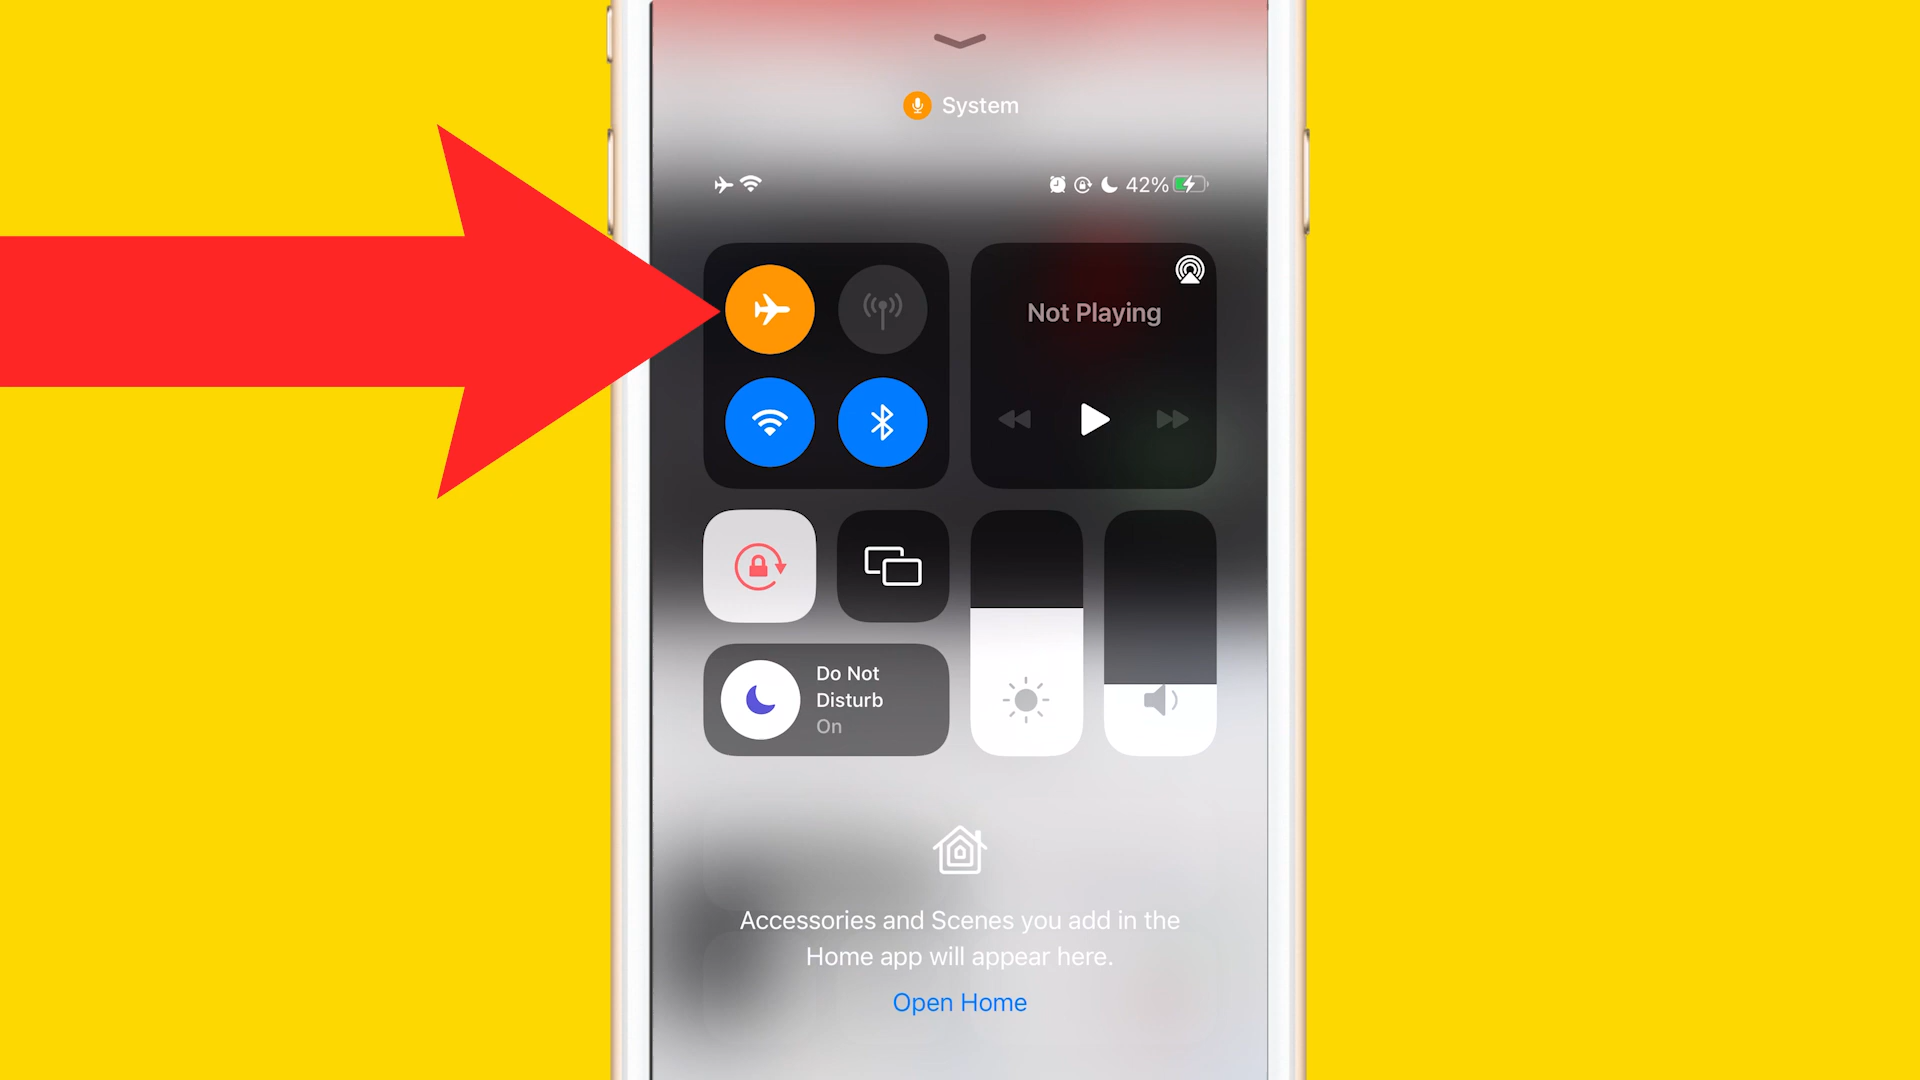 System
42%
Not Playing
Do Not
Disturb
On
Accessories and Scenes you add in the
Home app will appear here.
Open Home